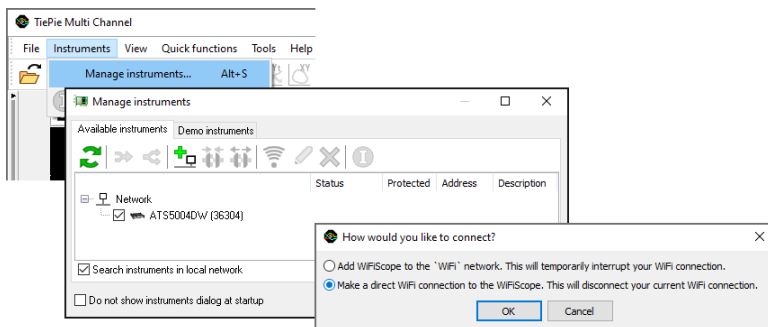 TiePie Multi Channel
File Instruments View Quick functions Tools Help
Manage instruments... Alt+S
Manage instruments
Available instruments Demo instruments
Status Protected Address Description
Network
ATS5004DW (36304)
Search instruments in local network
Do not show instruments dialog at startup
How would you like to connect?
Add WiFiScope to the `WiFi` network. This will temporarily interrupt your WiFi connection.
Make a direct WiFi connection to the WiFiScope. This will disconnect your current WiFi connection.
OK Cancel